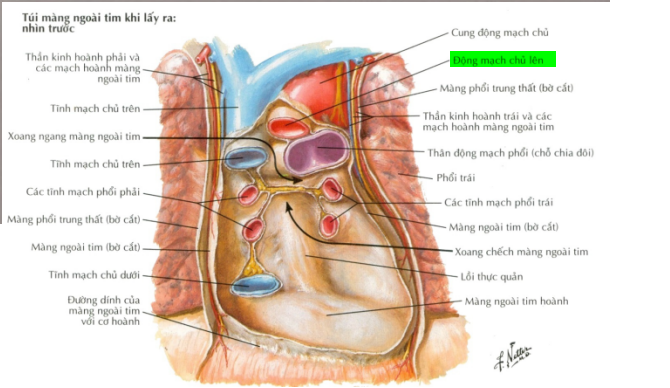 Túi màng ngoài tim khi lấy ra:
nhìn trước
Thần kinh hoành phải và
các mạch hoành màng
ngoài tim
Tĩnh mạch chủ trên
Xoang ngang màng ngoài tim
Tĩnh mạch chủ trên
Các tĩnh mạch phổi phải
Màng phổi trung thất (bờ cắt)
Màng ngoài tim (bờ cắt)
Tĩnh mạch chủ dưới
Đường dính của
màng ngoài tim
với cơ hoành
Cung động mạch chủ
Động mạch chủ lên
Màng phổi trung thất (bờ cắt)
Thần kinh hoành trái và các
mạch hoành màng ngoài tim
Thân động mạch phổi (chỗ chia đôi)
Phổi trái
Các tĩnh mạch phổi trái
Màng ngoài tim (bờ cắt)
Xoang chếch màng ngoài tim
Lồi thực quản
Màng ngoài tim hoành
F. Netter